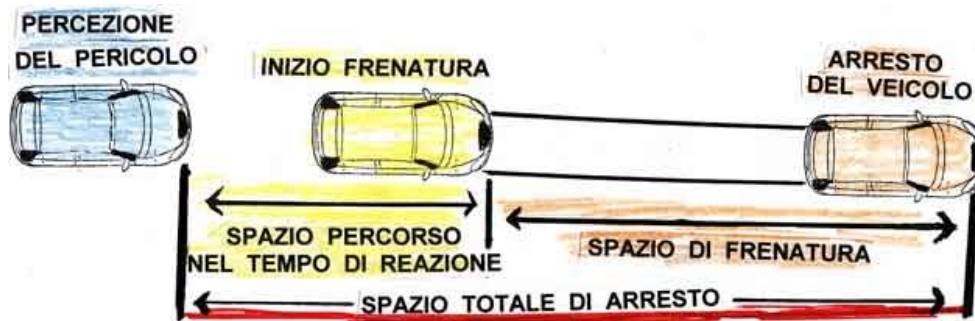 PERCEZIONE
DEL PERICOLO
INIZIO FRENATURA
ARRESTO
DEL VEICOLO
SPAZIO PERCORSO
NEL TEMPO DI REAZIONE
SPAZIO DI FRENATURA
SPAZIO TOTALE DI ARRESTO